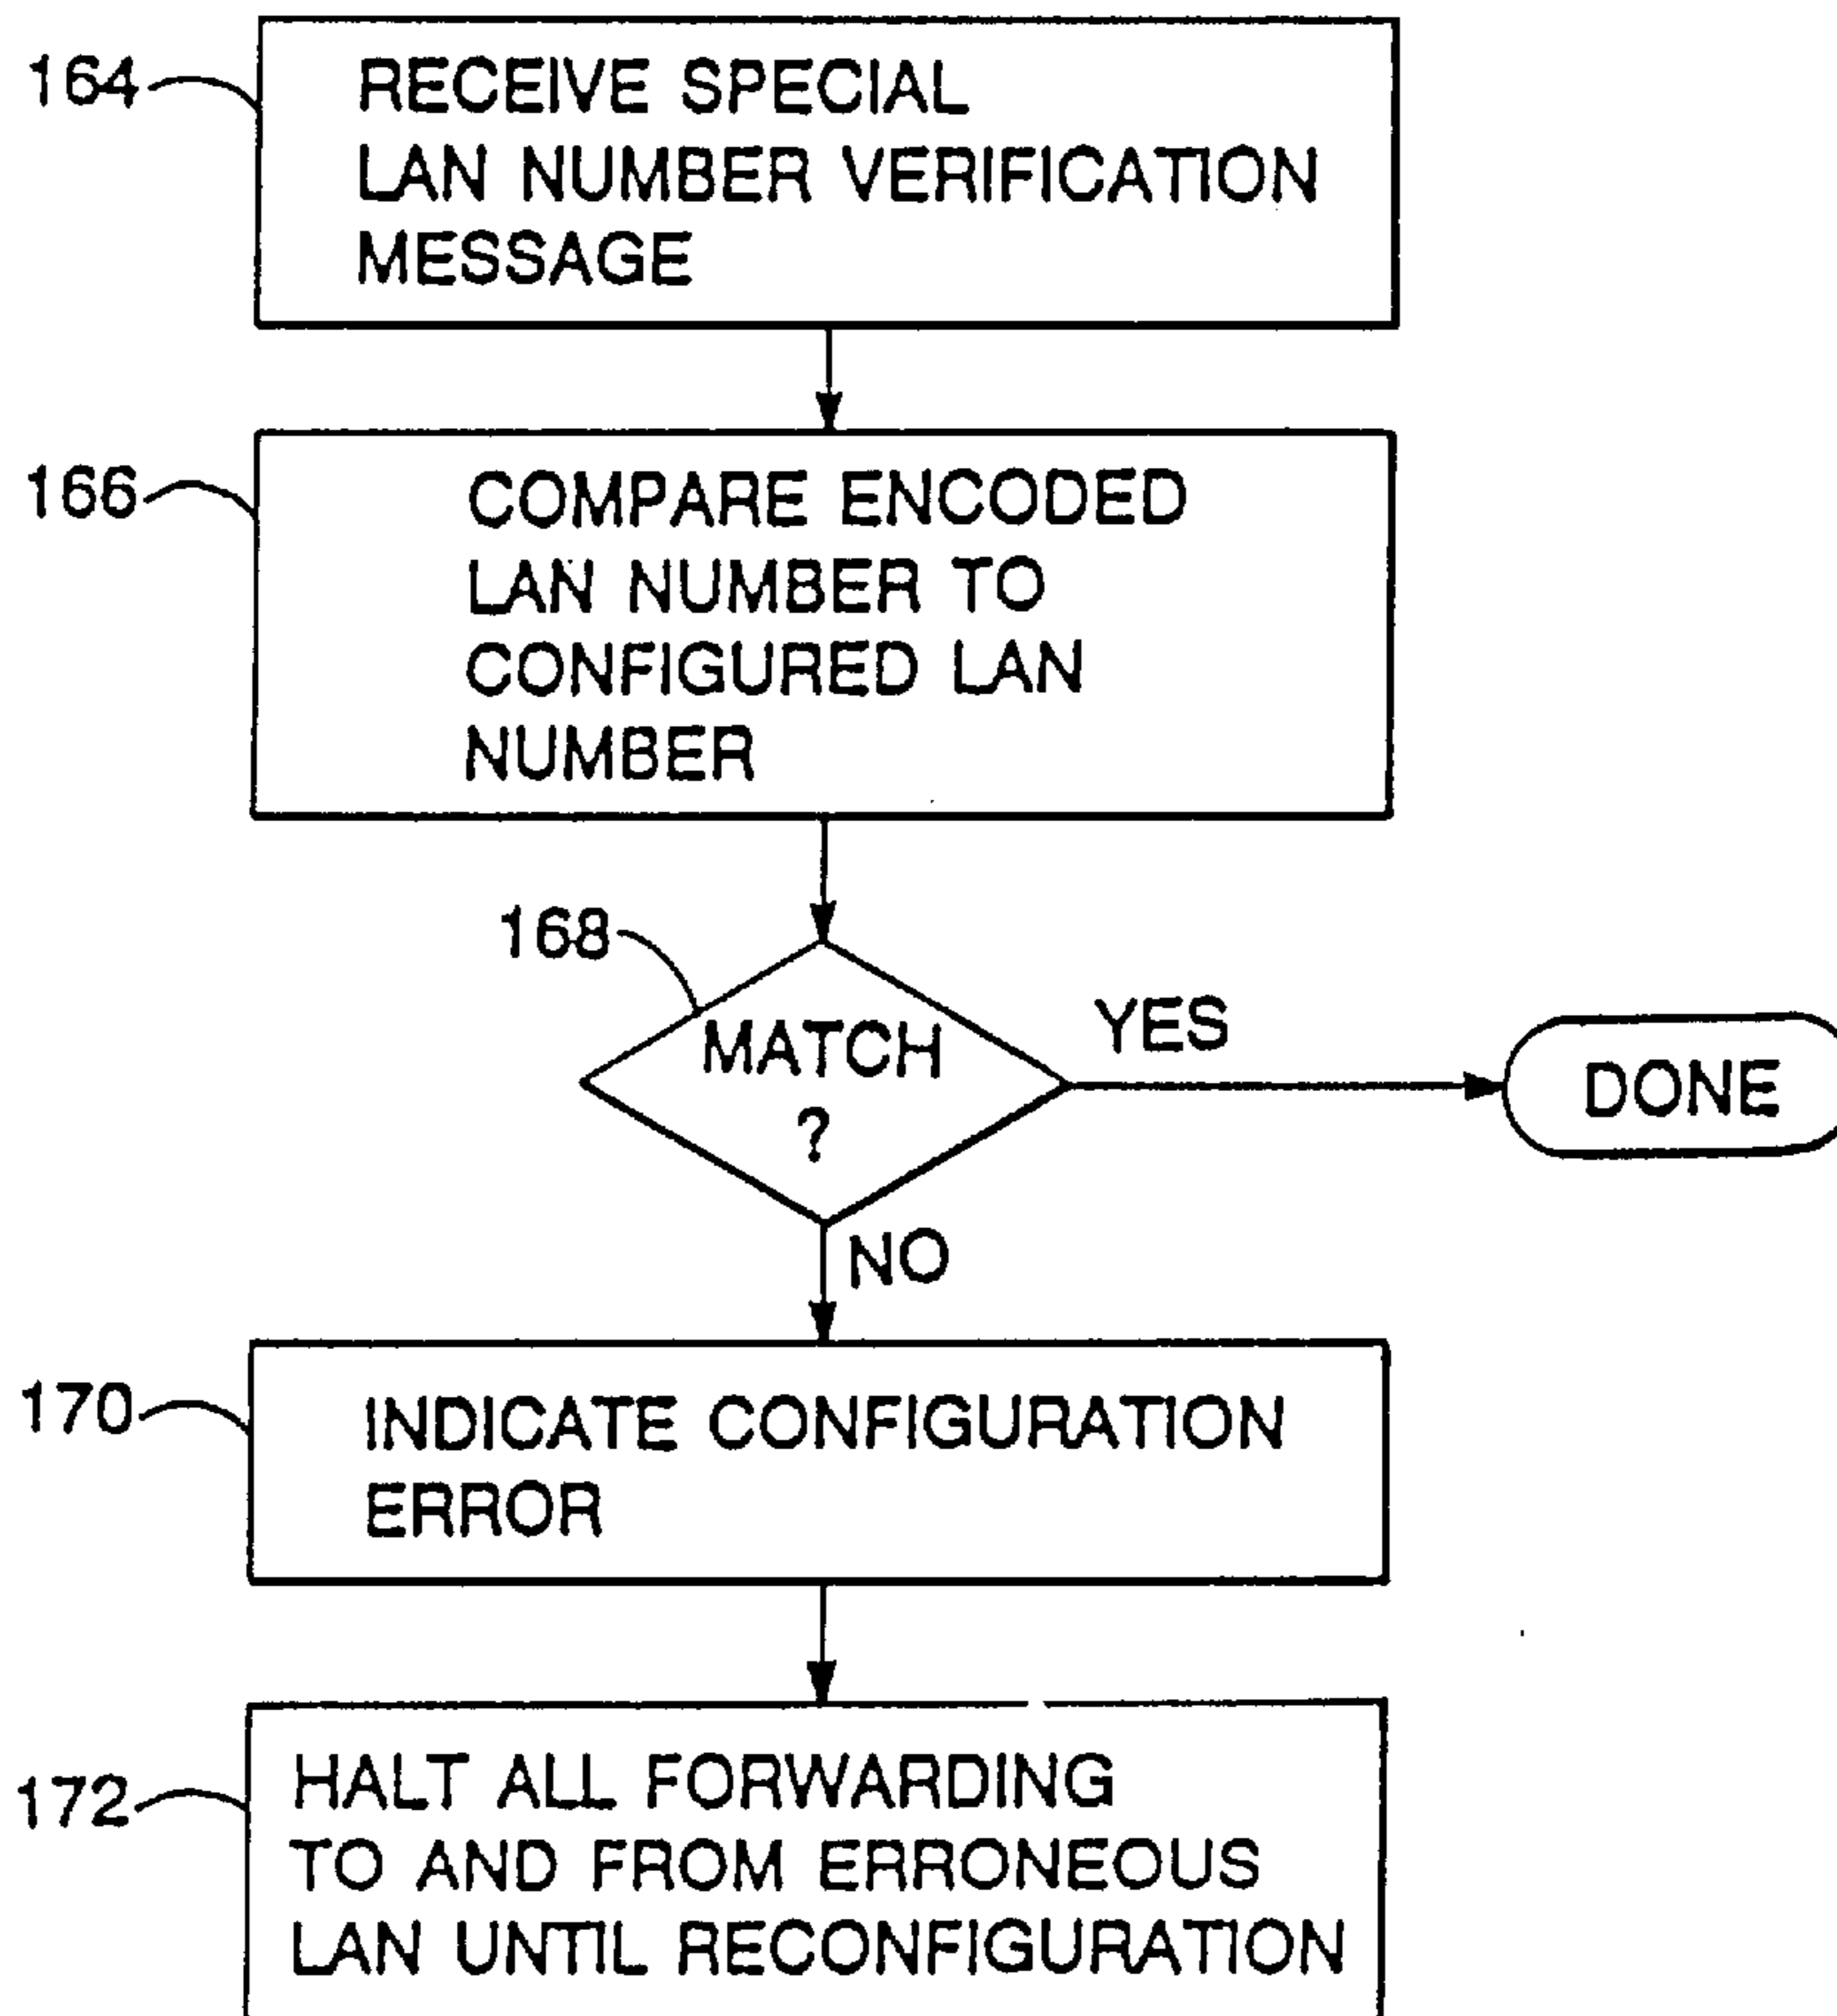 164
RECEIVE SPECIAL
LAN NUMBER VERIFICATION
MESSAGE
166
COMPARE ENCODED
LAN NUMBER TO
CONFIGURED LAN
NUMBER
168
MATCH
?
YES
DONE
NO
170
INDICATE CONFIGURATION
ERROR
172
HALT ALL FORWARDING
TO AND FROM ERRONEOUS
LAN UNTIL RECONFIGURATION